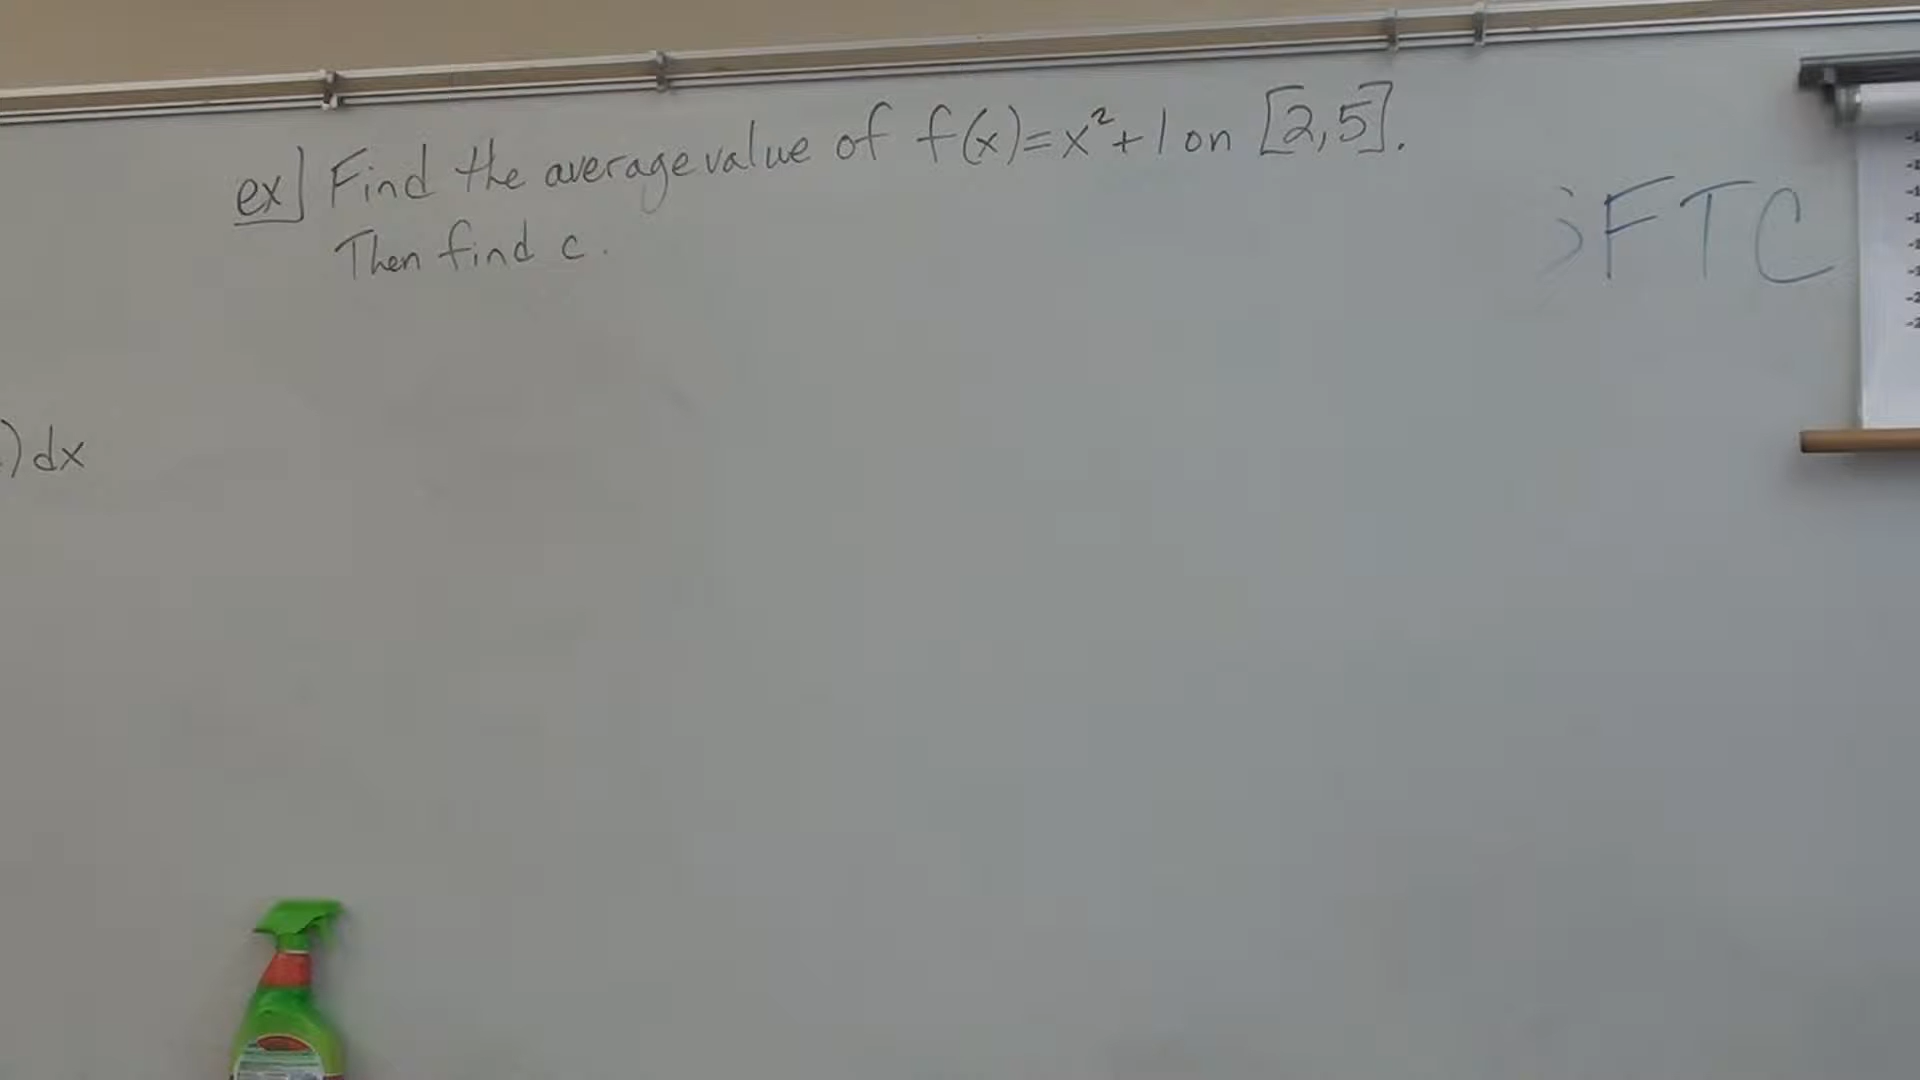 ex] Find the average value of f(x)=x²+1 on [2,5].
Then find c.
FTC
)dx